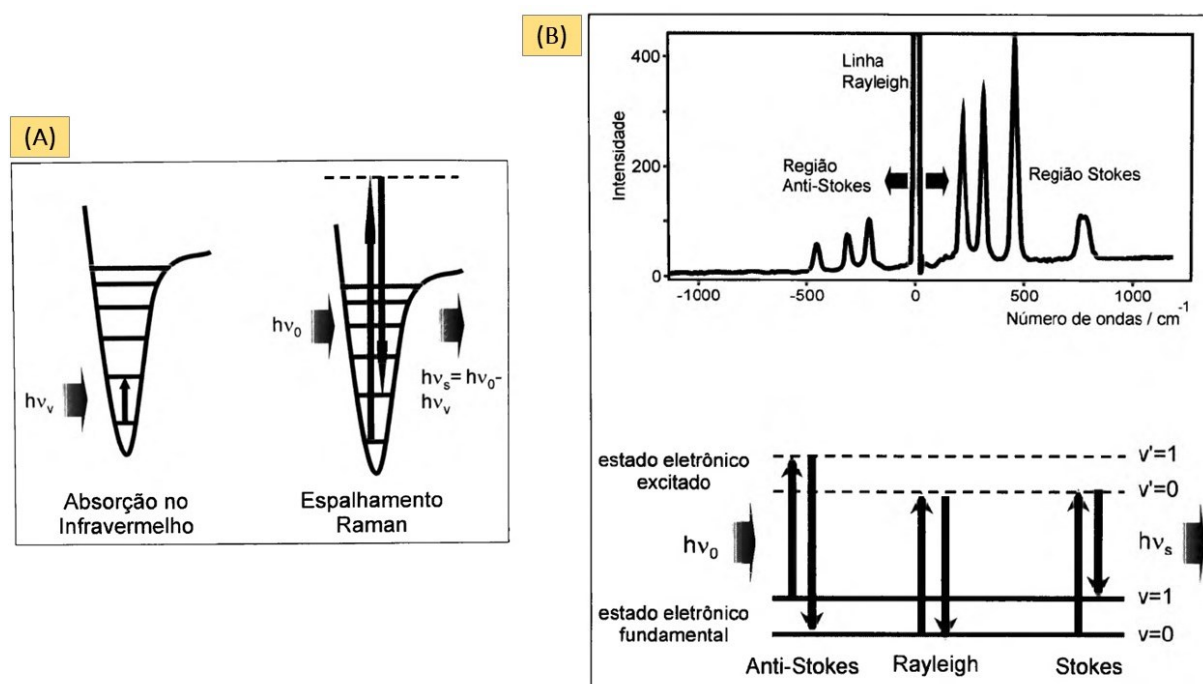 (A)
hν₀
hνᵥ
hνₛ= hν₀-
hνᵥ
Absorção no
Infravermelho
Espalhamento
Raman
(B)
400
200
0
Intensidade
Linha
Rayleigh
Região
Anti-Stokes
Região Stokes
-1000
-500
0
500
1000
cm⁻¹
Número de ondas /
estado eletrônico
excitado
v'=1
v'=0
hν₀
hνₛ
v=1
estado eletrônico
fundamental
v=0
Anti-Stokes
Rayleigh
Stokes